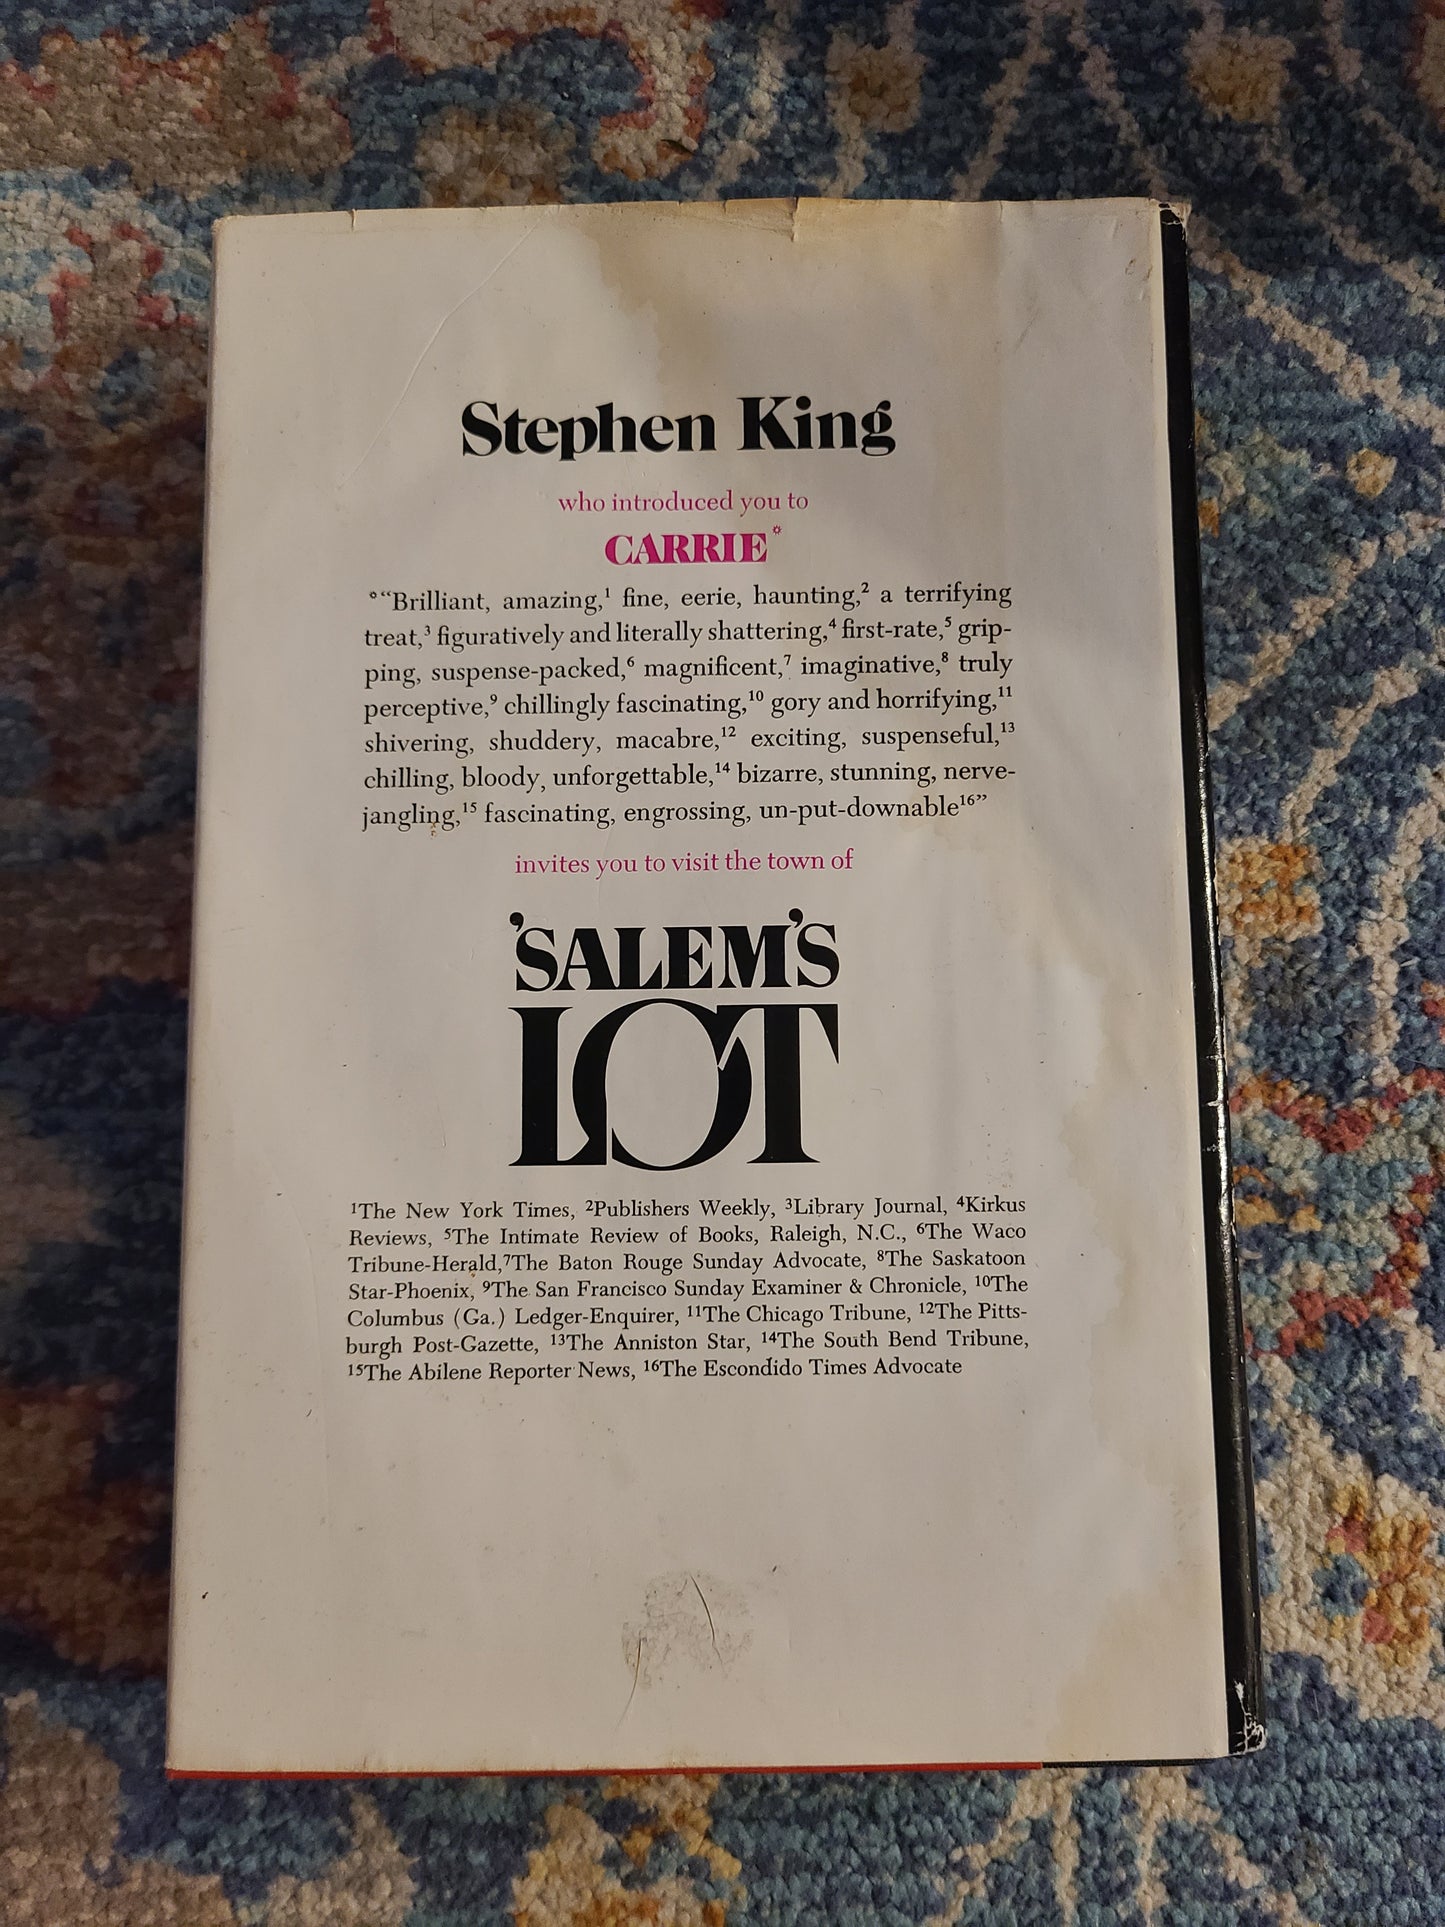 Stephen King
who introduced you to
CARRIE*
*“Brilliant, amazing,¹ fine, eerie, haunting,² a terrifying
treat,³ figuratively and literally shattering,⁴ first-rate,⁵ grip-
ping, suspense-packed,⁶ magnificent,⁷ imaginative,⁸ truly
perceptive,⁹ chillingly fascinating,¹⁰ gory and horrifying,¹¹
shivering, shuddery, macabre,¹² exciting, suspenseful,¹³
chilling, bloody, unforgettable,¹⁴ bizarre, stunning, nerve-
jangling,¹⁵ fascinating, engrossing, un-put-downable¹⁶”
invites you to visit the town of
’SALEM’S
LOT
¹The New York Times, ²Publishers Weekly, ³Library Journal, ⁴Kirkus
Reviews, ⁵The Intimate Review of Books, Raleigh, N.C., ⁶The Waco
Tribune-Herald,⁷The Baton Rouge Sunday Advocate, ⁸The Saskatoon
Star-Phoenix, ⁹The San Francisco Sunday Examiner & Chronicle, ¹⁰The
Columbus (Ga.) Ledger-Enquirer, ¹¹The Chicago Tribune, ¹²The Pitts-
burgh Post-Gazette, ¹³The Anniston Star, ¹⁴The South Bend Tribune,
¹⁵The Abilene Reporter News, ¹⁶The Escondido Times Advocate